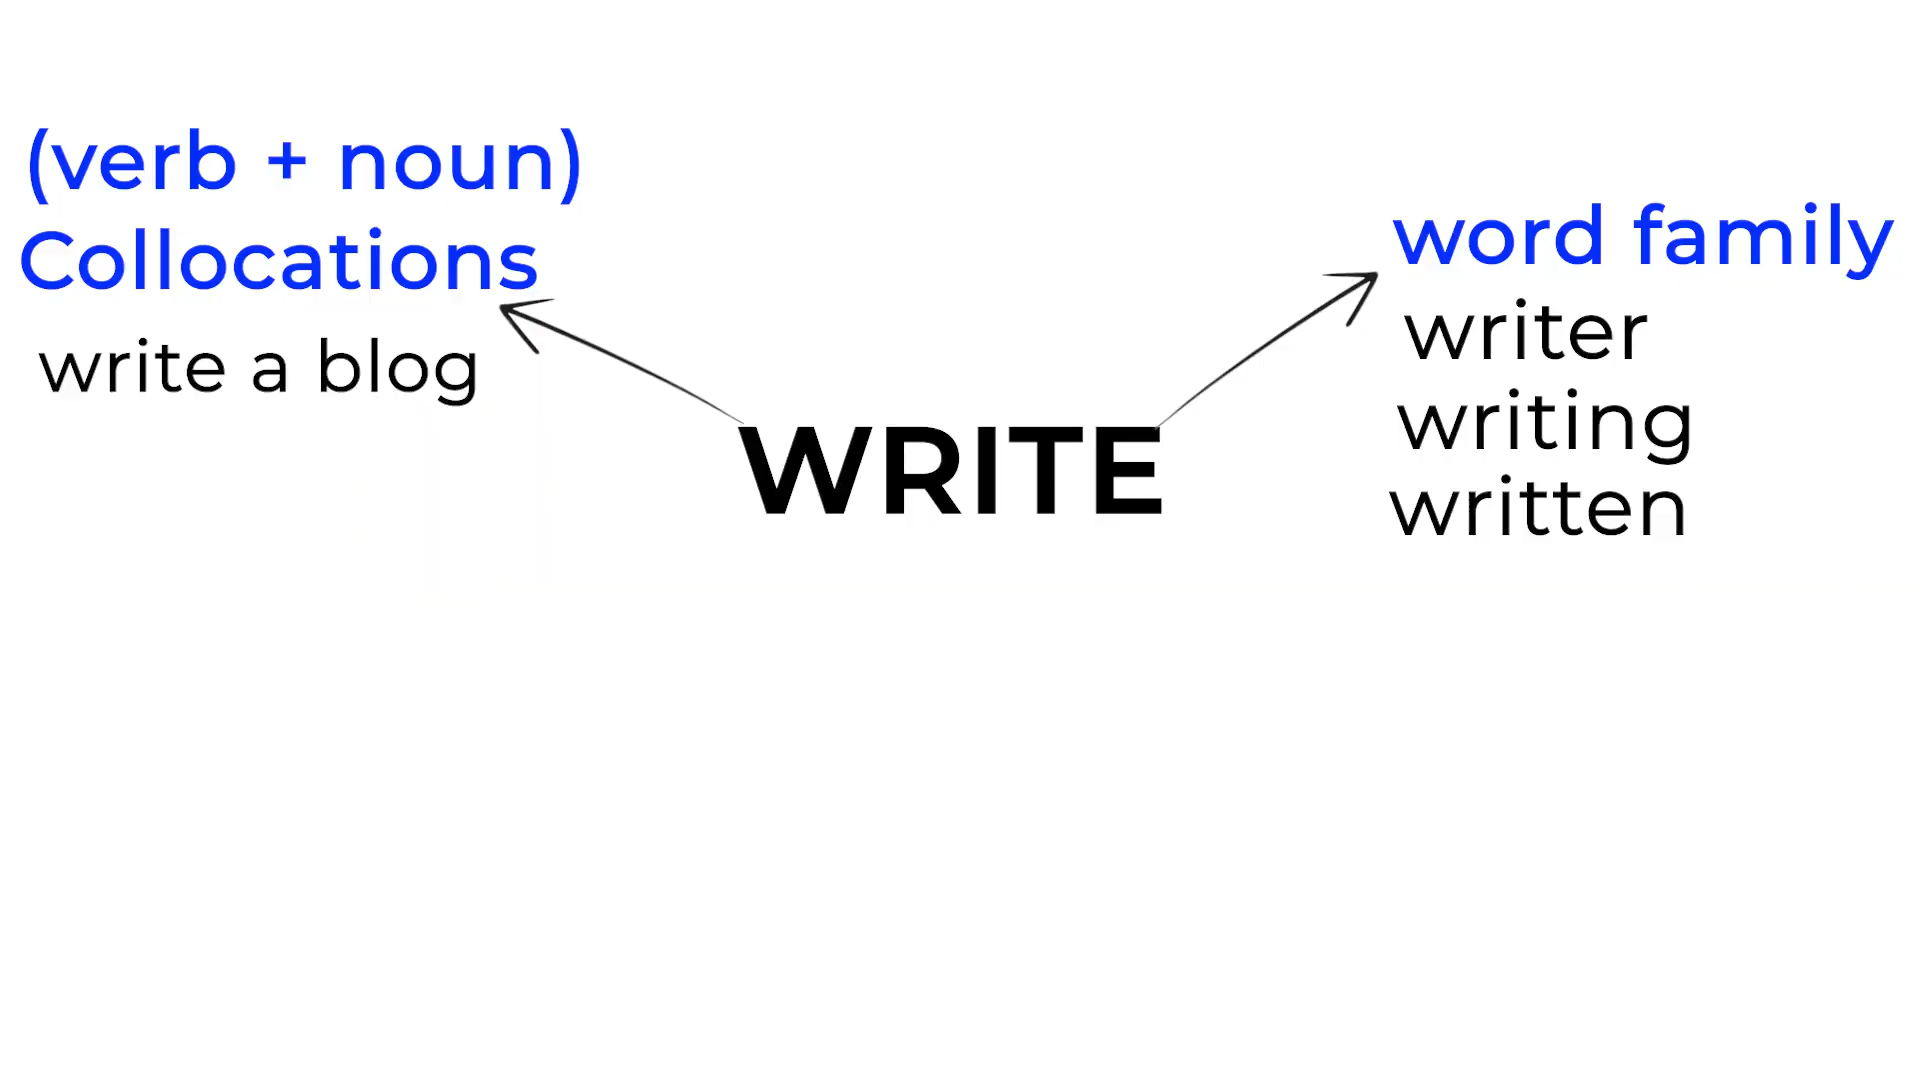 (verb + noun)
Collocations
write a blog
WRITE
word family
writer
writing
written